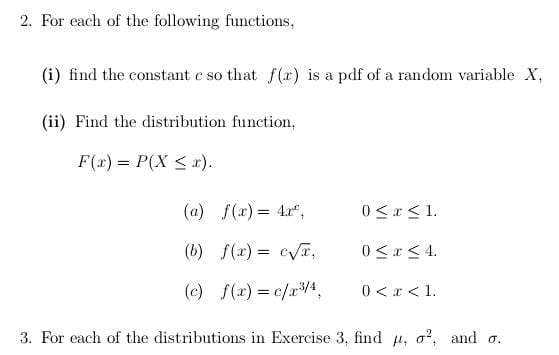 2. For each of the following functions,
(i) find the constant c so that f(x) is a pdf of a random variable X,
(ii) Find the distribution function,
F(x) = P(X ≤ x).
(a) f(x) = 4xᶜ, 0 ≤ x ≤ 1.
(b) f(x) = c√x, 0 ≤ x ≤ 4.
(c) f(x) = c/x^{3/4}, 0 < x < 1.
3. For each of the distributions in Exercise 3, find μ, σ², and σ.